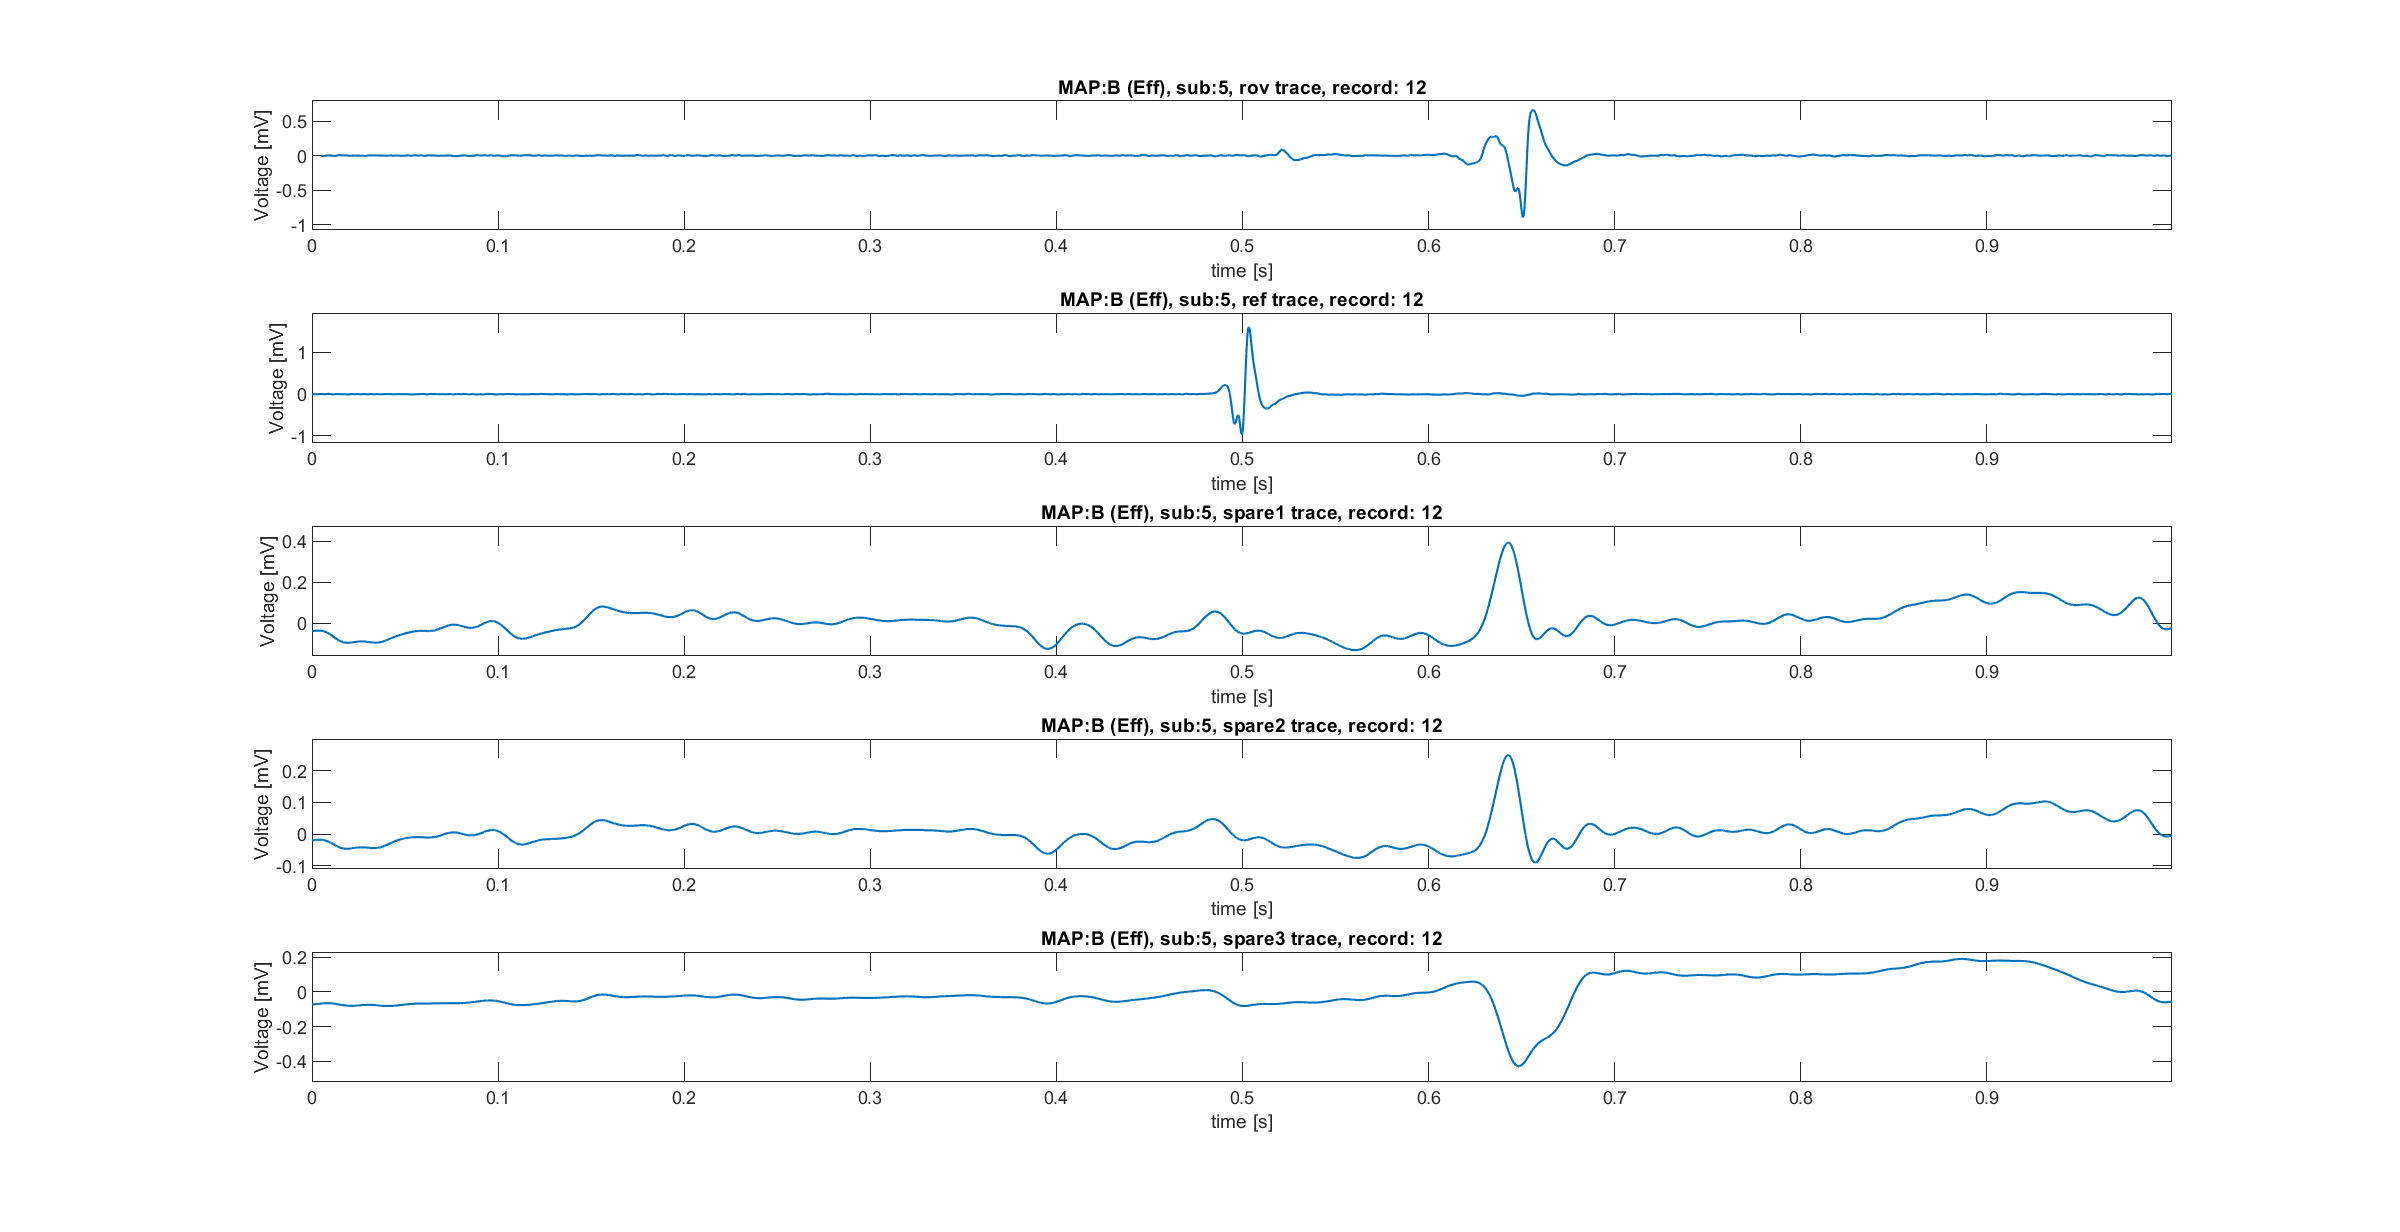 MAP:B (Eff), sub:5, rov trace, record: 12
Voltage [mV]
0.5
0
-0.5
-1
0 0.1 0.2 0.3 0.4 0.5 0.6 0.7 0.8 0.9
time [s]
MAP:B (Eff), sub:5, ref trace, record: 12
Voltage [mV]
1
0
-1
0 0.1 0.2 0.3 0.4 0.5 0.6 0.7 0.8 0.9
time [s]
MAP:B (Eff), sub:5, spare1 trace, record: 12
Voltage [mV]
0.4
0.2
0
0 0.1 0.2 0.3 0.4 0.5 0.6 0.7 0.8 0.9
time [s]
MAP:B (Eff), sub:5, spare2 trace, record: 12
Voltage [mV]
0.2
0.1
0
-0.1
0 0.1 0.2 0.3 0.4 0.5 0.6 0.7 0.8 0.9
time [s]
MAP:B (Eff), sub:5, spare3 trace, record: 12
Voltage [mV]
0.2
0
-0.2
-0.4
0 0.1 0.2 0.3 0.4 0.5 0.6 0.7 0.8 0.9
time [s]